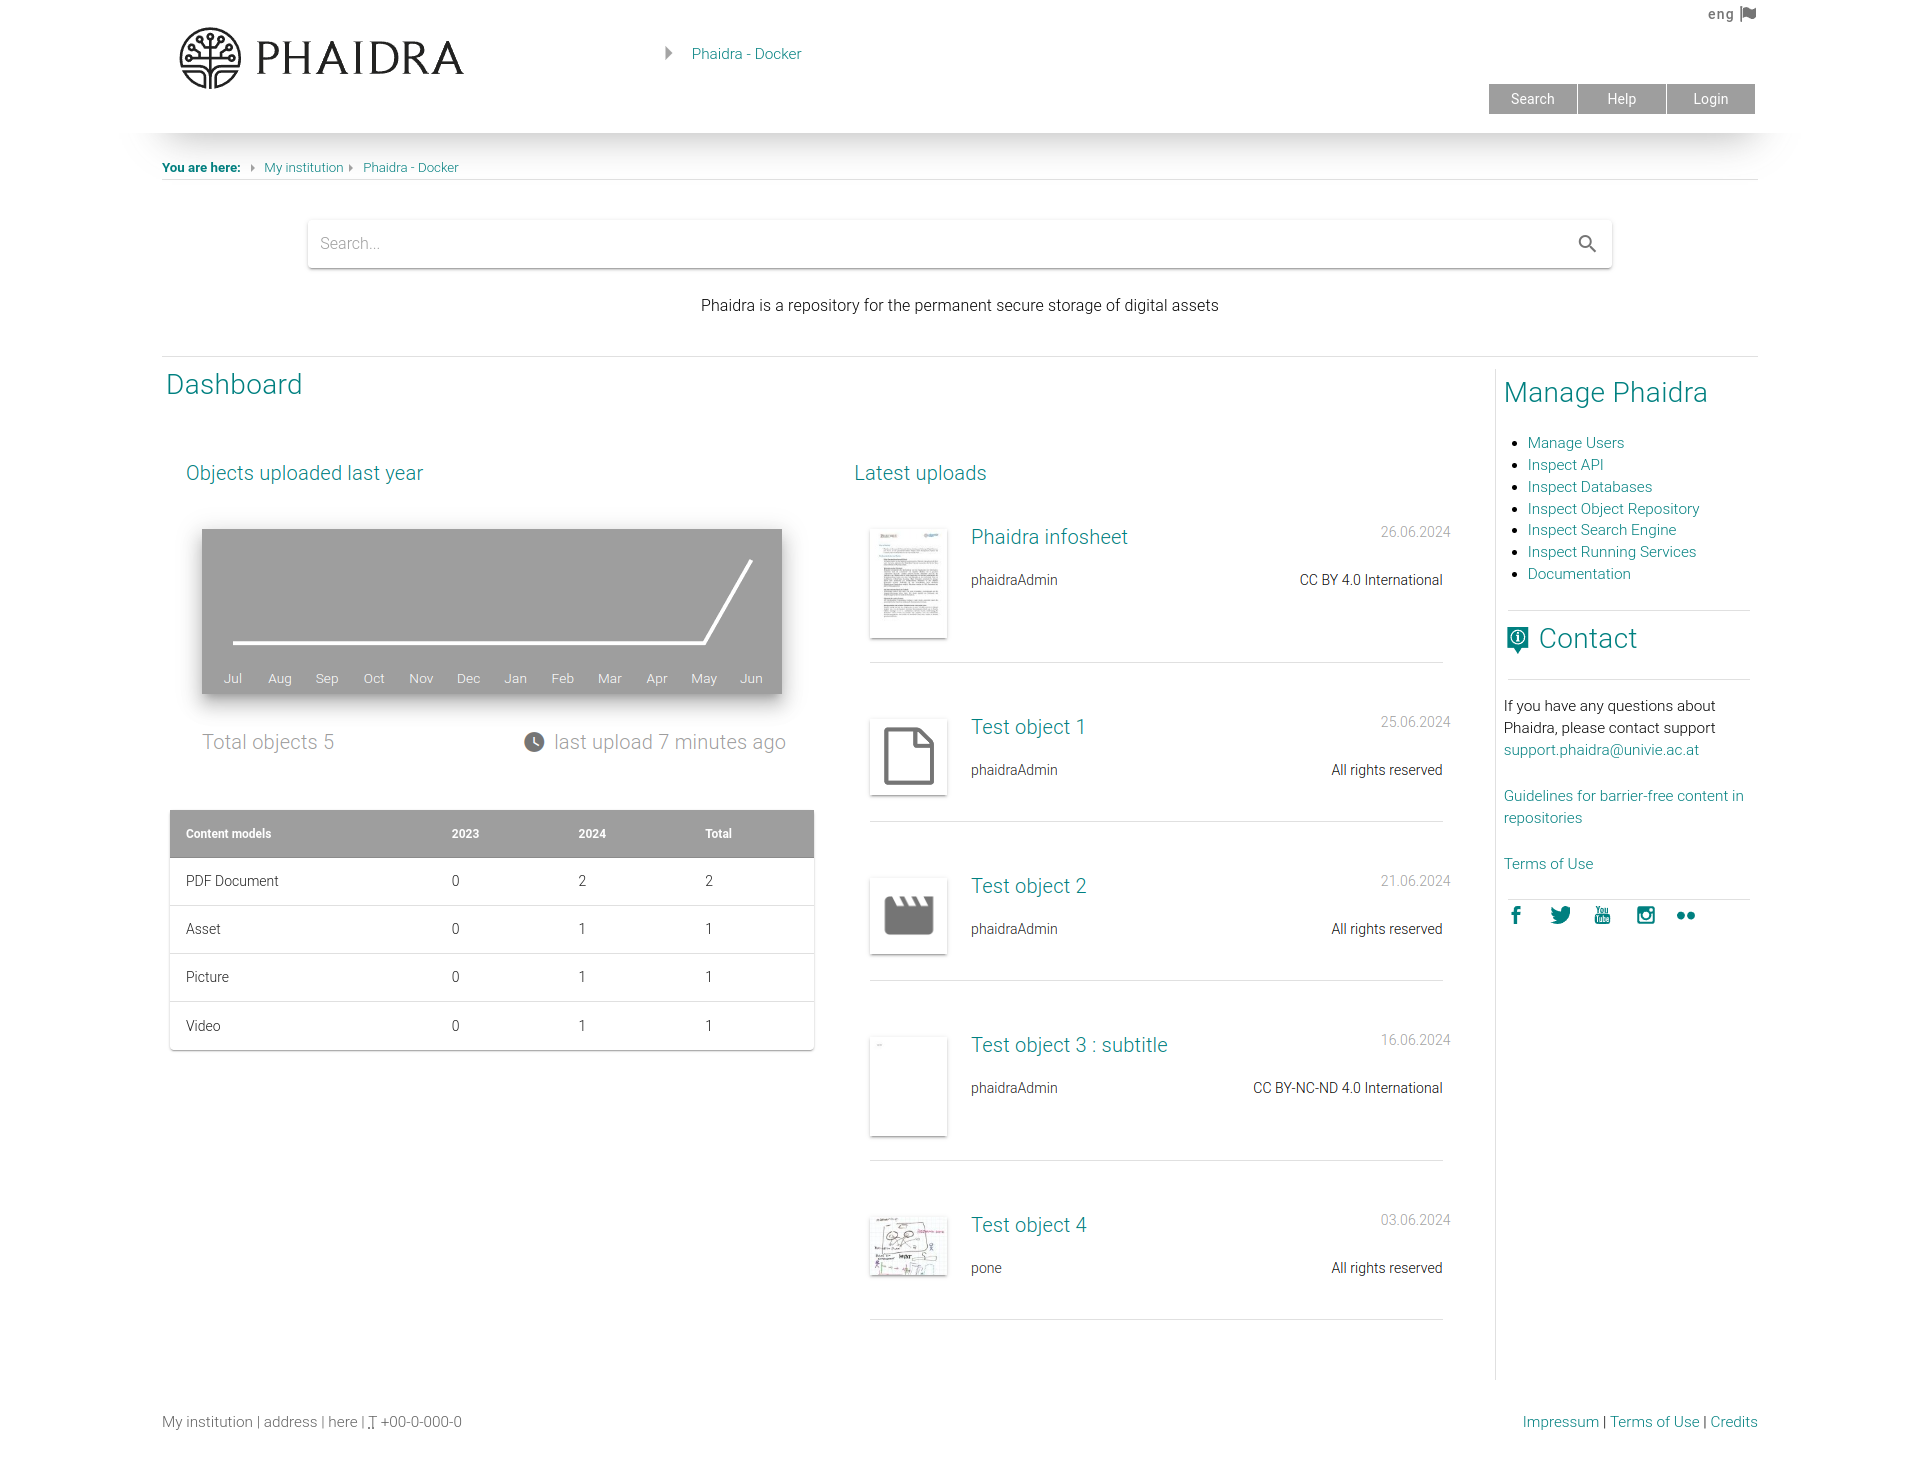 eng
PHAIDRA
Phaidra - Docker
Search
Help
Login
You are here:
My institution
Phaidra - Docker
Search...
Phaidra is a repository for the permanent secure storage of digital assets
Dashboard
Objects uploaded last year
Jul Aug Sep Oct Nov Dec Jan Feb Mar Apr May Jun
Total objects 5
last upload 7 minutes ago
Content models 2023 2024 Total
PDF Document 0 2 2
Asset 0 1 1
Picture 0 1 1
Video 0 1 1
Latest uploads
Phaidra infosheet
26.06.2024
phaidraAdmin
CC BY 4.0 International
Test object 1
25.06.2024
phaidraAdmin
All rights reserved
Test object 2
21.06.2024
phaidraAdmin
All rights reserved
Test object 3 : subtitle
16.06.2024
phaidraAdmin
CC BY-NC-ND 4.0 International
Test object 4
03.06.2024
pone
All rights reserved
Manage Phaidra
Manage Users
Inspect API
Inspect Databases
Inspect Object Repository
Inspect Search Engine
Inspect Running Services
Documentation
Contact
If you have any questions about
Phaidra, please contact support
support.phaidra@univie.ac.at
Guidelines for barrier-free content in
repositories
Terms of Use
You
Tube
My institution | address | here | T +00-0-000-0
Impressum | Terms of Use | Credits